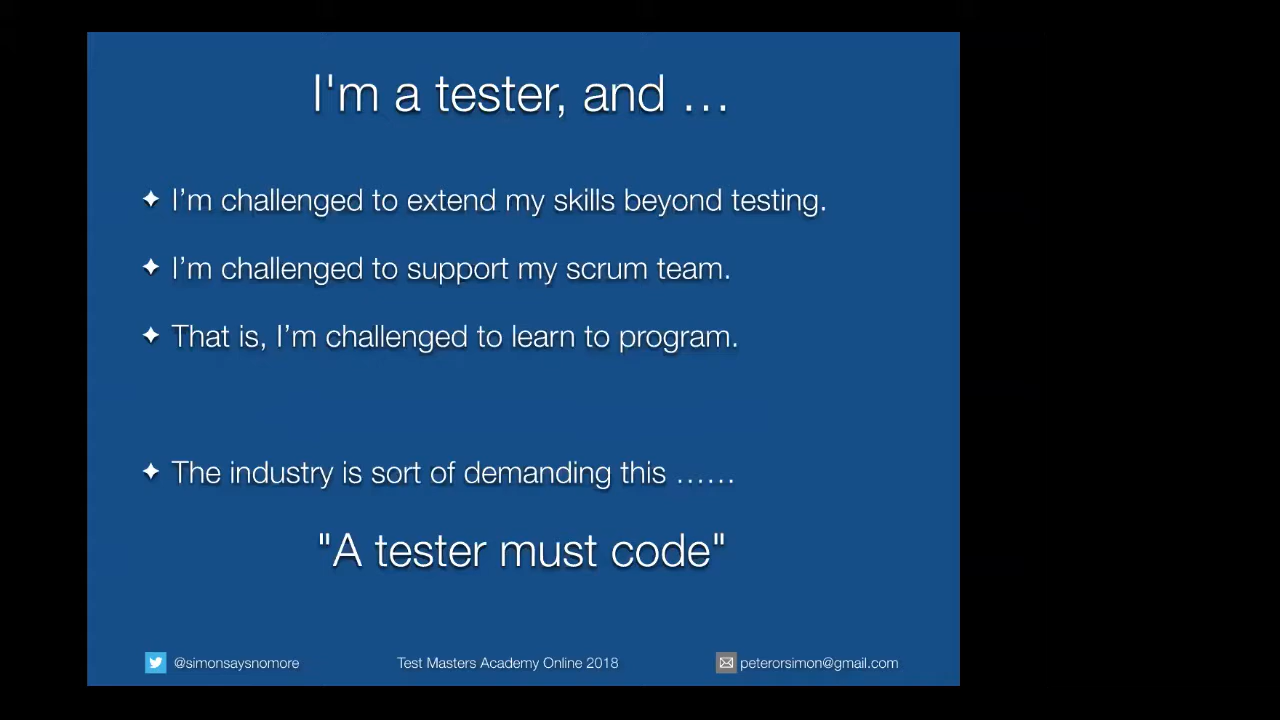 I'm a tester, and …
✦ I’m challenged to extend my skills beyond testing.
✦ I’m challenged to support my scrum team.
✦ That is, I’m challenged to learn to program.
✦ The industry is sort of demanding this ……
"A tester must code"
@simonsaysnomore
Test Masters Academy Online 2018
peterorsimon@gmail.com